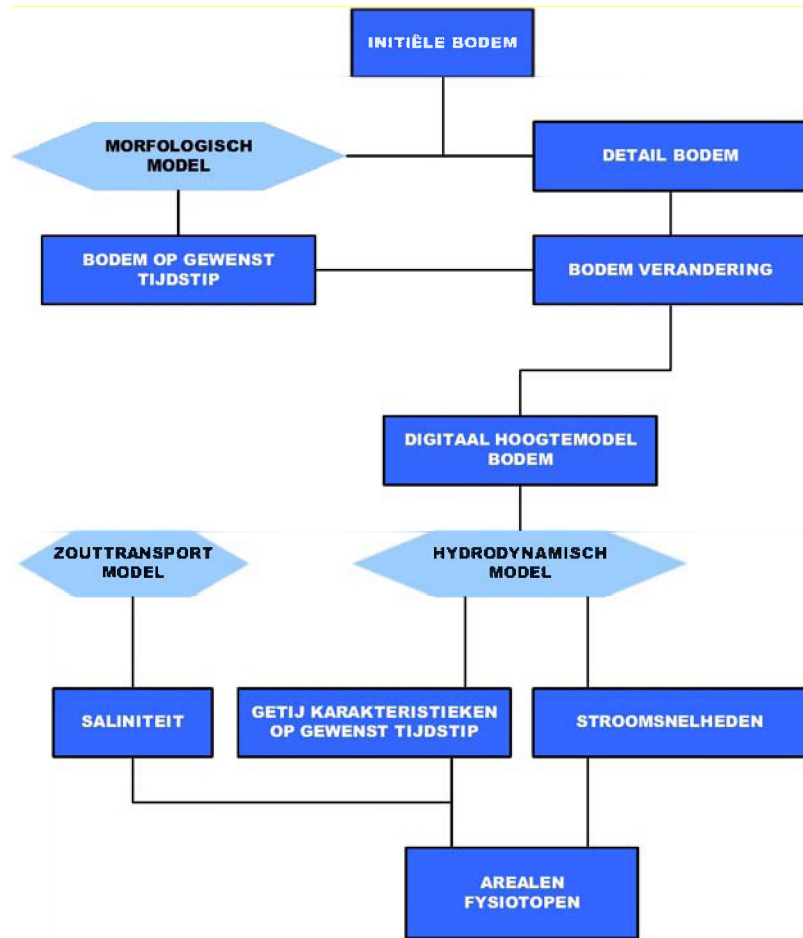 INITIËLE BODEM
MORFOLOGISCH
MODEL
DETAIL BODEM
BODEM OP GEWENST
TIJDSTIP
BODEM VERANDERING
DIGITAAL HOOGTEMODEL
BODEM
ZOUTTRANSPORT
MODEL
HYDRODYNAMISCH
MODEL
SALINITEIT
GETIJ KARAKTERISTIEKEN
OP GEWENST TIJDSTIP
STROOMSNELHEDEN
AREALEN
FYSIOTOPEN